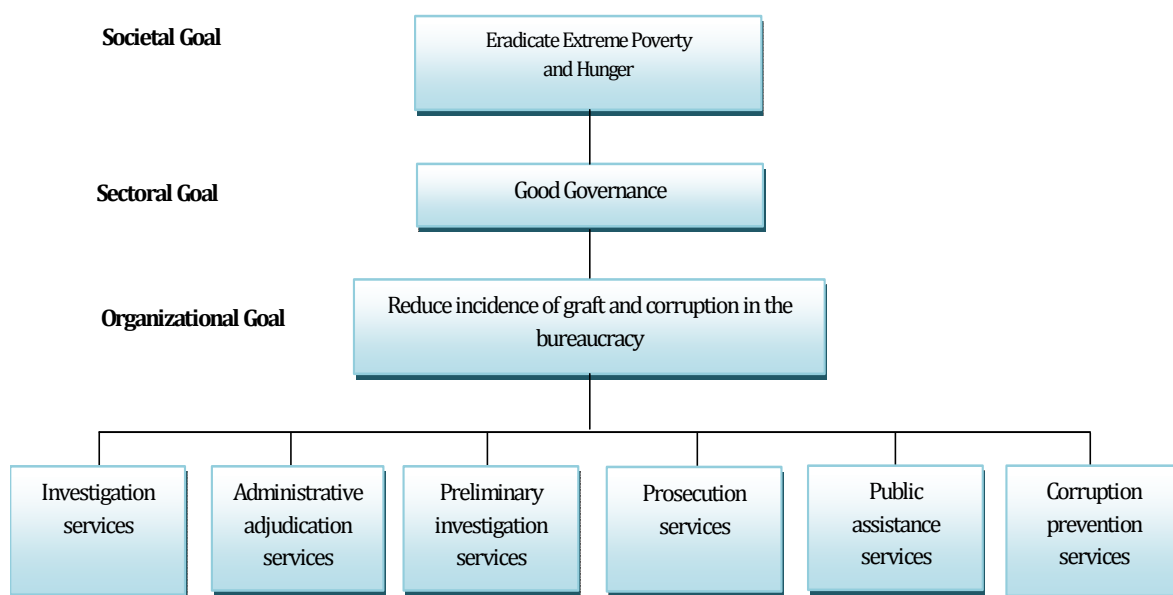 Societal Goal
Eradicate Extreme Poverty
and Hunger
Sectoral Goal
Good Governance
Organizational Goal
Reduce incidence of graft and corruption in the
bureaucracy
Investigation
services
Administrative
adjudication
services
Preliminary
investigation
services
Prosecution
services
Public
assistance
services
Corruption
prevention
services